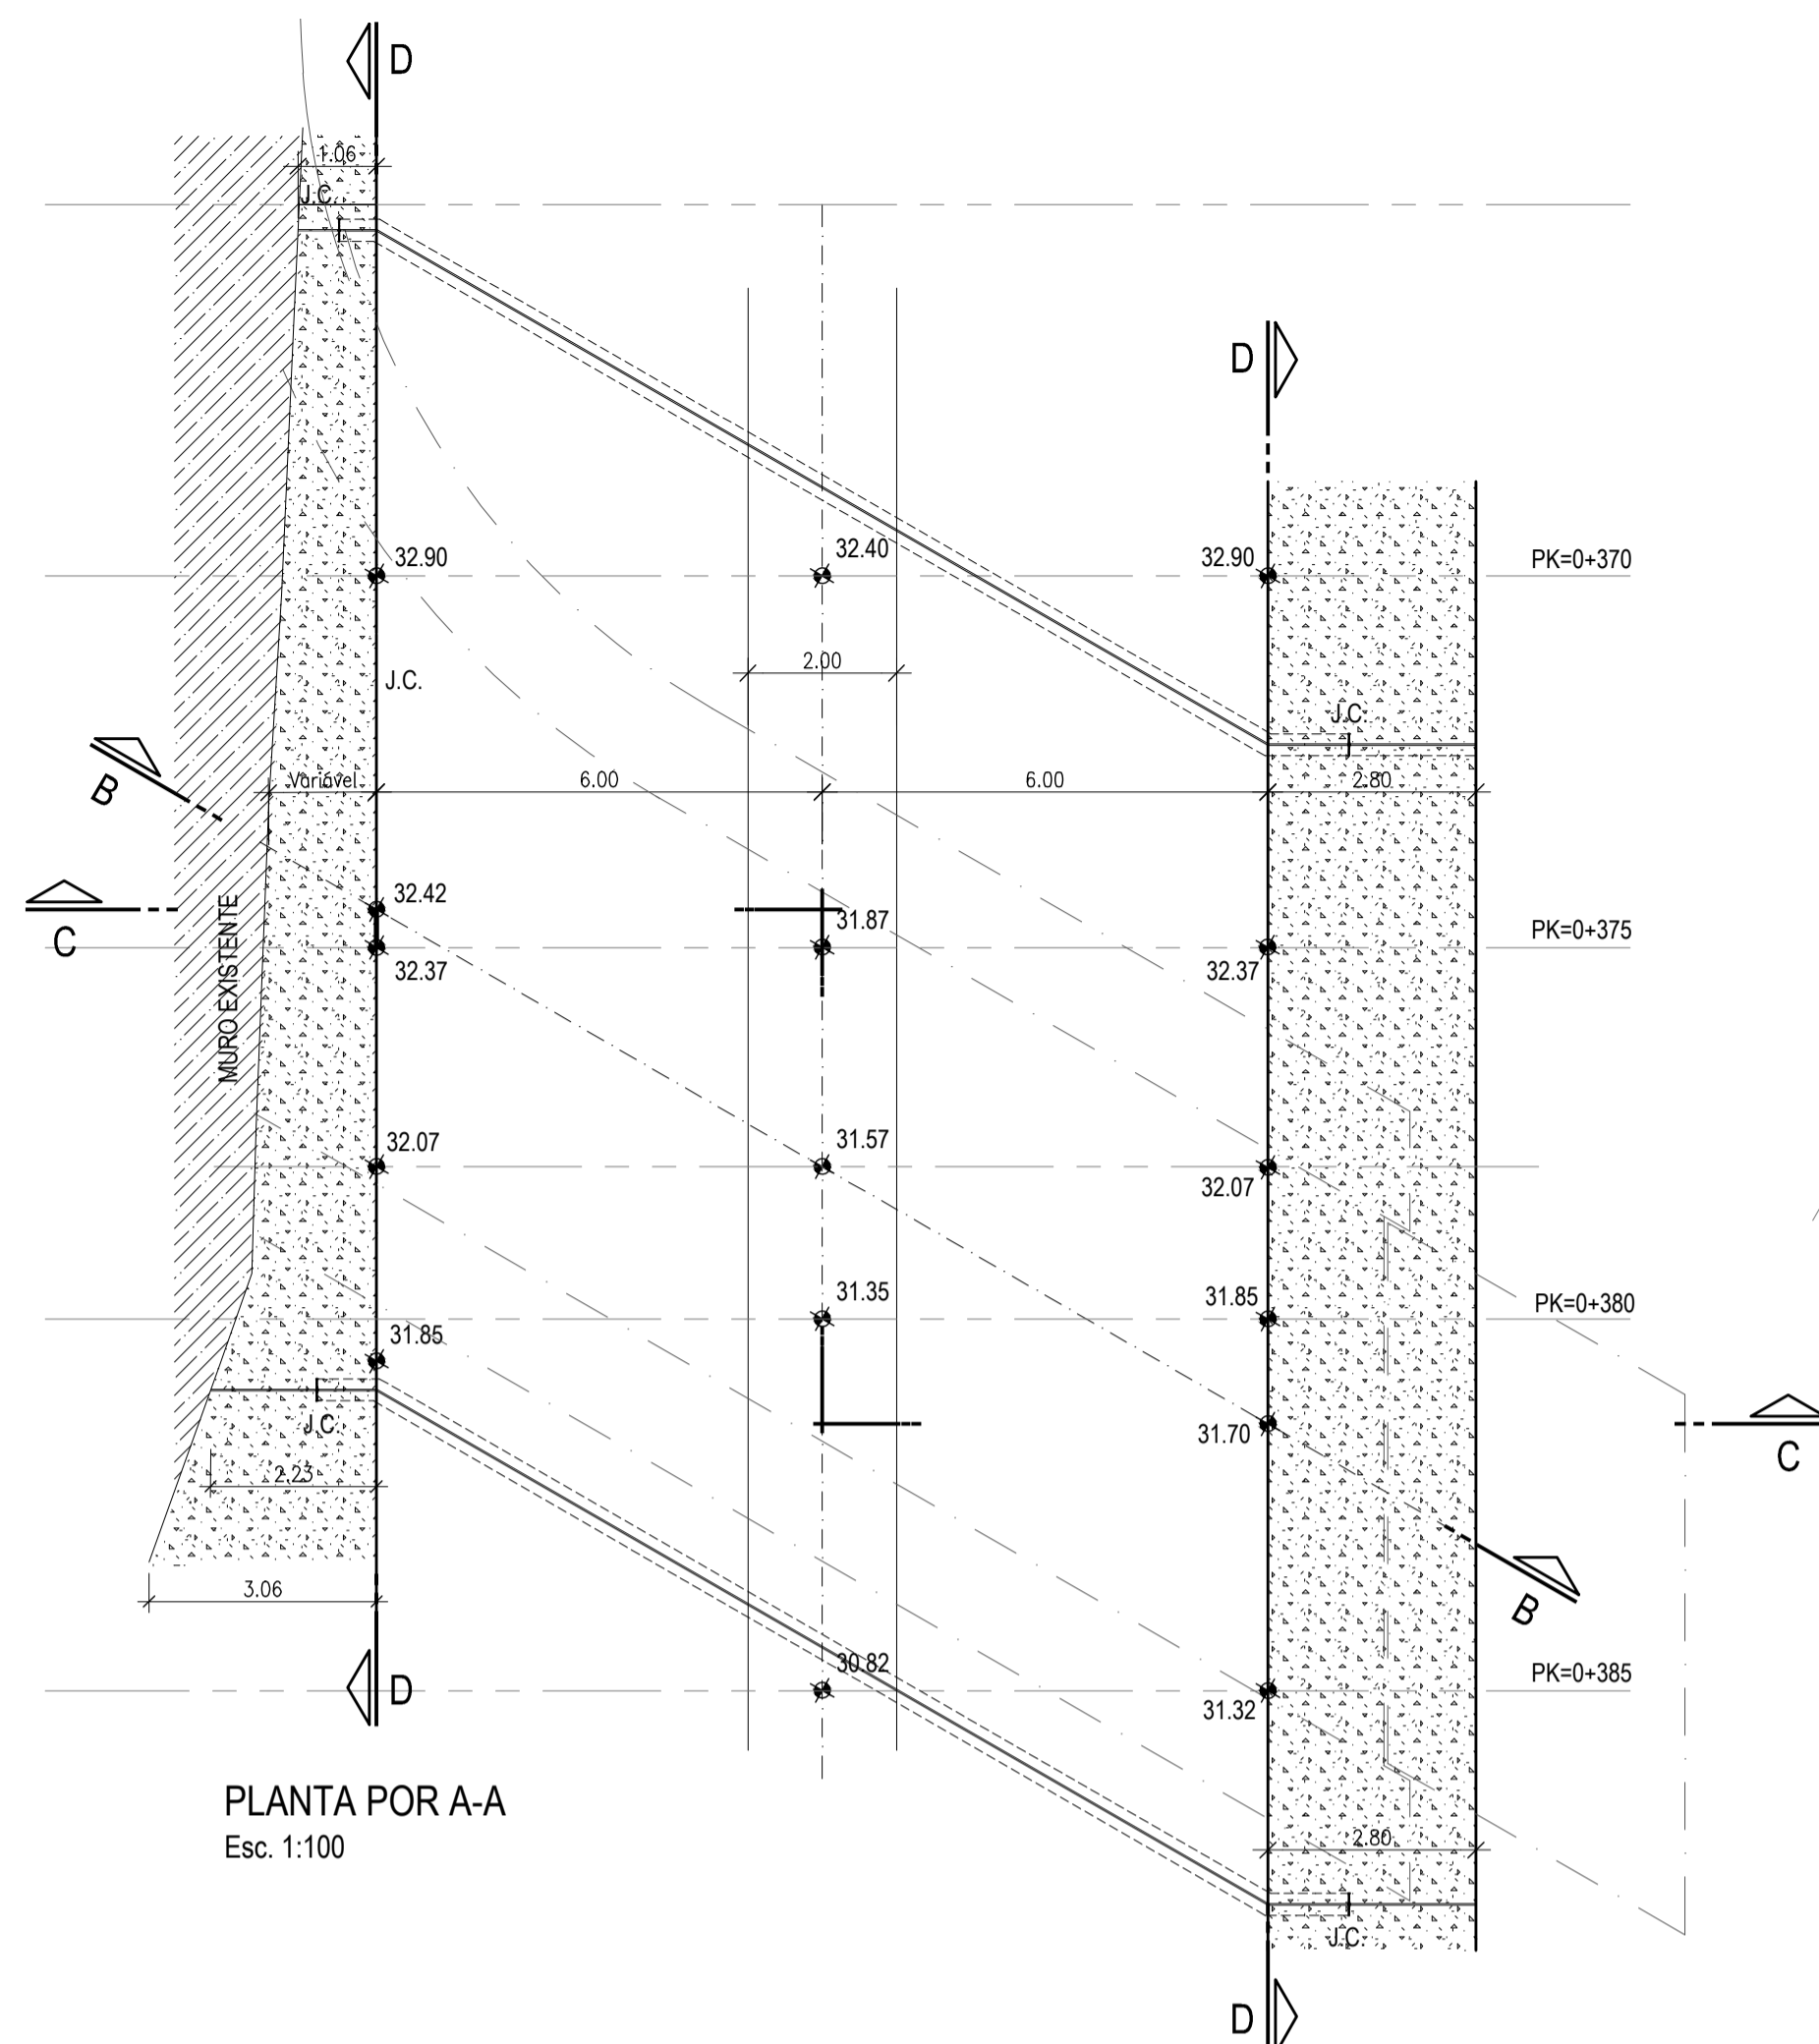 D
1.06
J.C.
D
32.90
32.40
32.90
PK=0+370
2.00
J.C.
J.C.
B
Variável
6.00
6.00
2.80
32.42
31.87
C
MURO EXISTENTE
32.37
32.37
PK=0+375
32.07
31.57
32.07
31.85
31.35
31.85
PK=0+380
J.C.
31.70
C
2.23
3.06
B
30.82
31.32
PK=0+385
D
PLANTA POR A-A
Esc. 1:100
2.80
J.C.
D